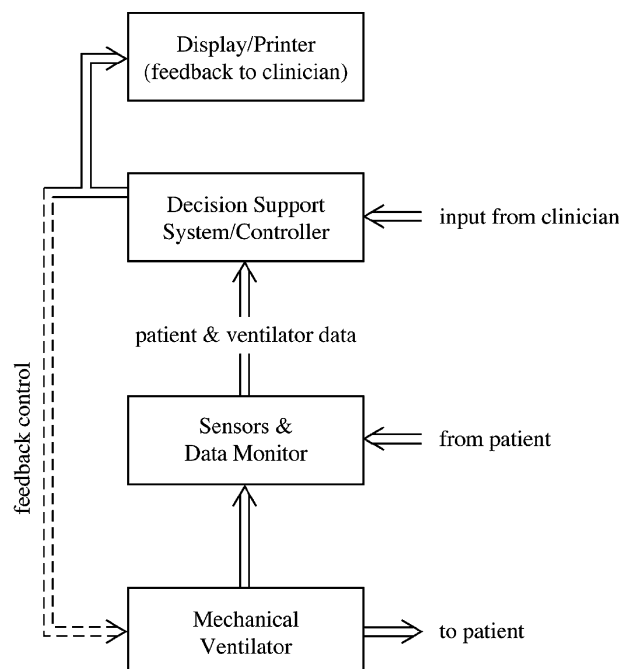 Display/Printer
(feedback to clinician)
Decision Support
System/Controller
input from clinician
patient & ventilator data
feedback control
Sensors &
Data Monitor
from patient
Mechanical
Ventilator
to patient